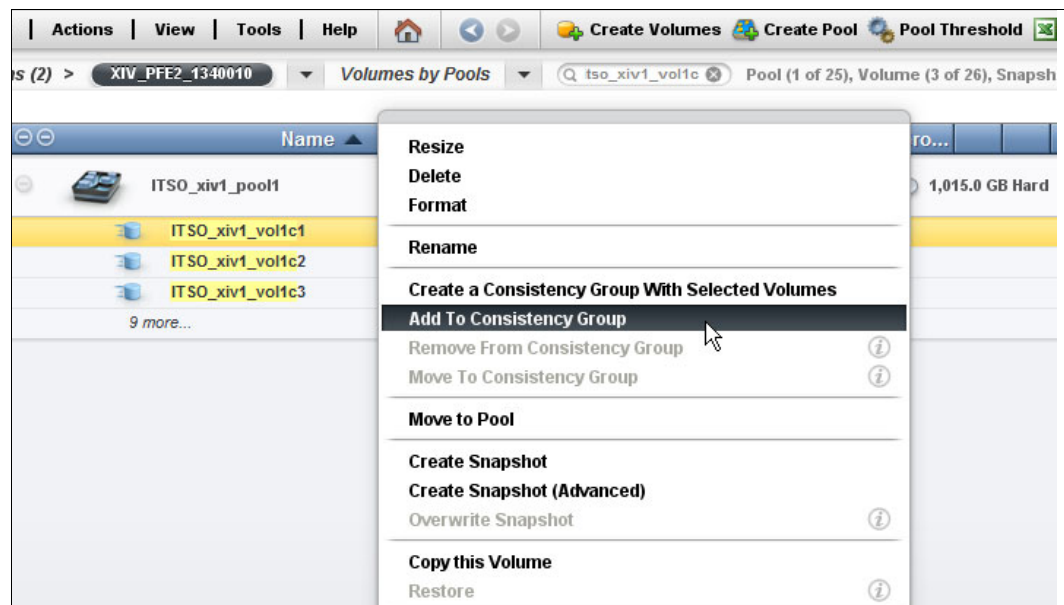 | Actions | View | Tools | Help Create Volumes Create Pool Pool Threshold
ns (2) > XIV_PFE2_1340010 Volumes by Pools tso_xiv1_vol1c Pool (1 of 25), Volume (3 of 26), Snapsh
Name ro...
ITSO_xiv1_pool1 1,015.0 GB Hard
ITSO_xiv1_vol1c1
ITSO_xiv1_vol1c2
ITSO_xiv1_vol1c3
9 more...
Resize
Delete
Format
Rename
Create a Consistency Group With Selected Volumes
Add To Consistency Group
Remove From Consistency Group
Move To Consistency Group
Move to Pool
Create Snapshot
Create Snapshot (Advanced)
Overwrite Snapshot
Copy this Volume
Restore